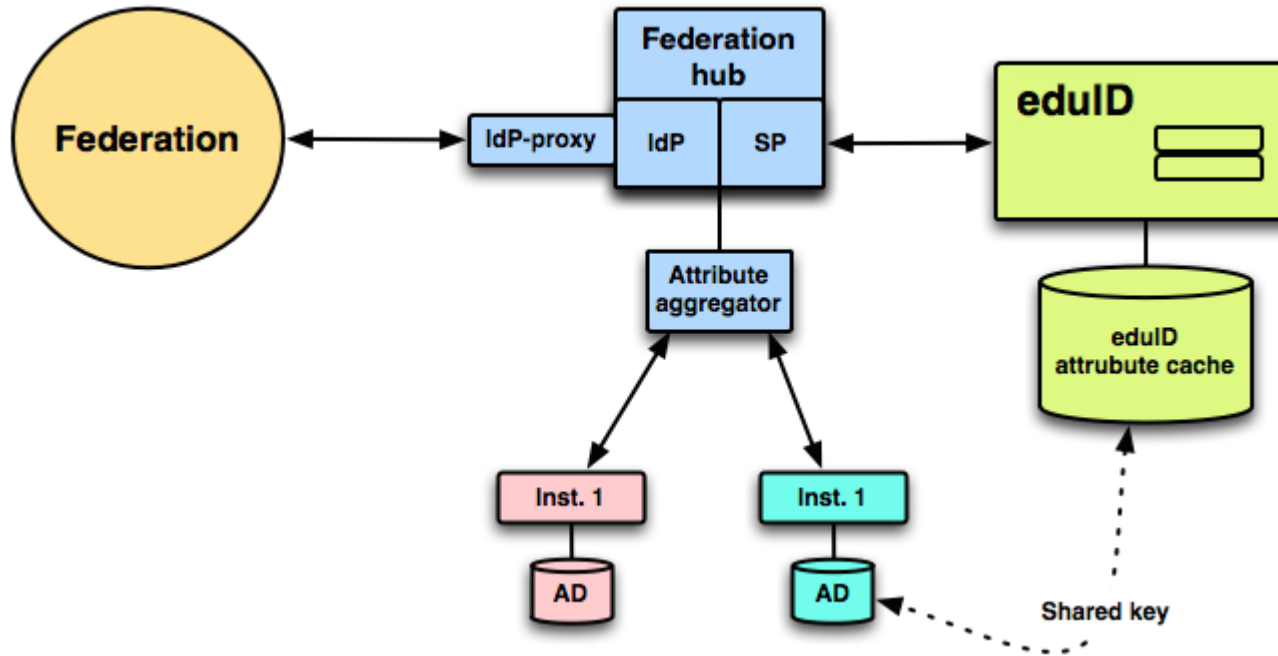 Federation
hub
eduID
Federation
IdP-proxy
IdP
SP
Attribute
aggregator
eduID
attrubute cache
Inst. 1
Inst. 1
AD
AD
Shared key